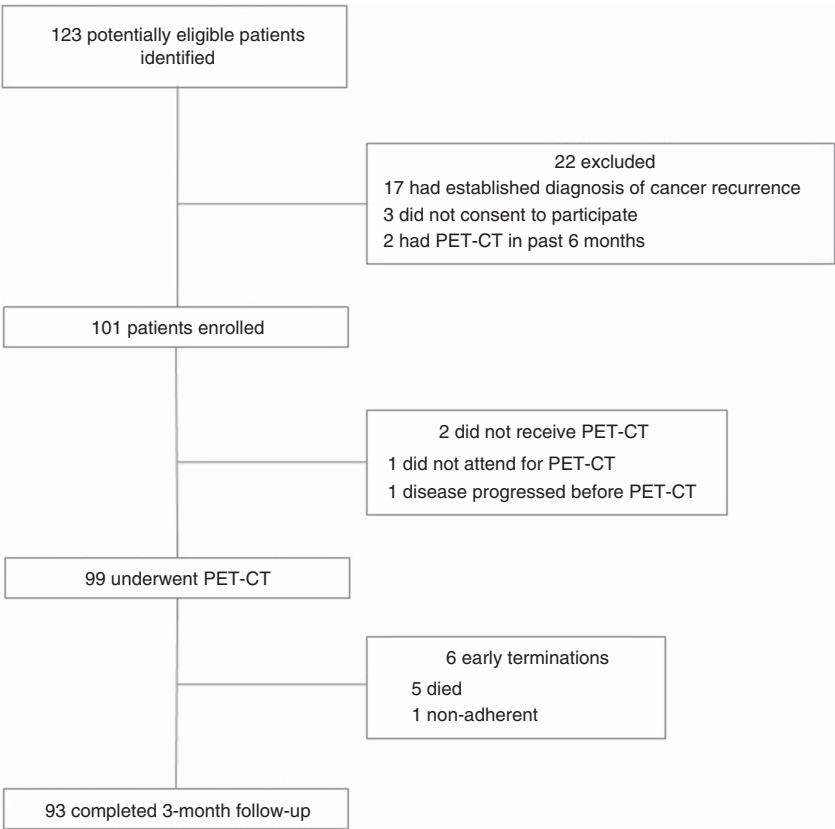 123 potentially eligible patients
identified
22 excluded
17 had established diagnosis of cancer recurrence
3 did not consent to participate
2 had PET-CT in past 6 months
101 patients enrolled
2 did not receive PET-CT
1 did not attend for PET-CT
1 disease progressed before PET-CT
99 underwent PET-CT
6 early terminations
5 died
1 non-adherent
93 completed 3-month follow-up